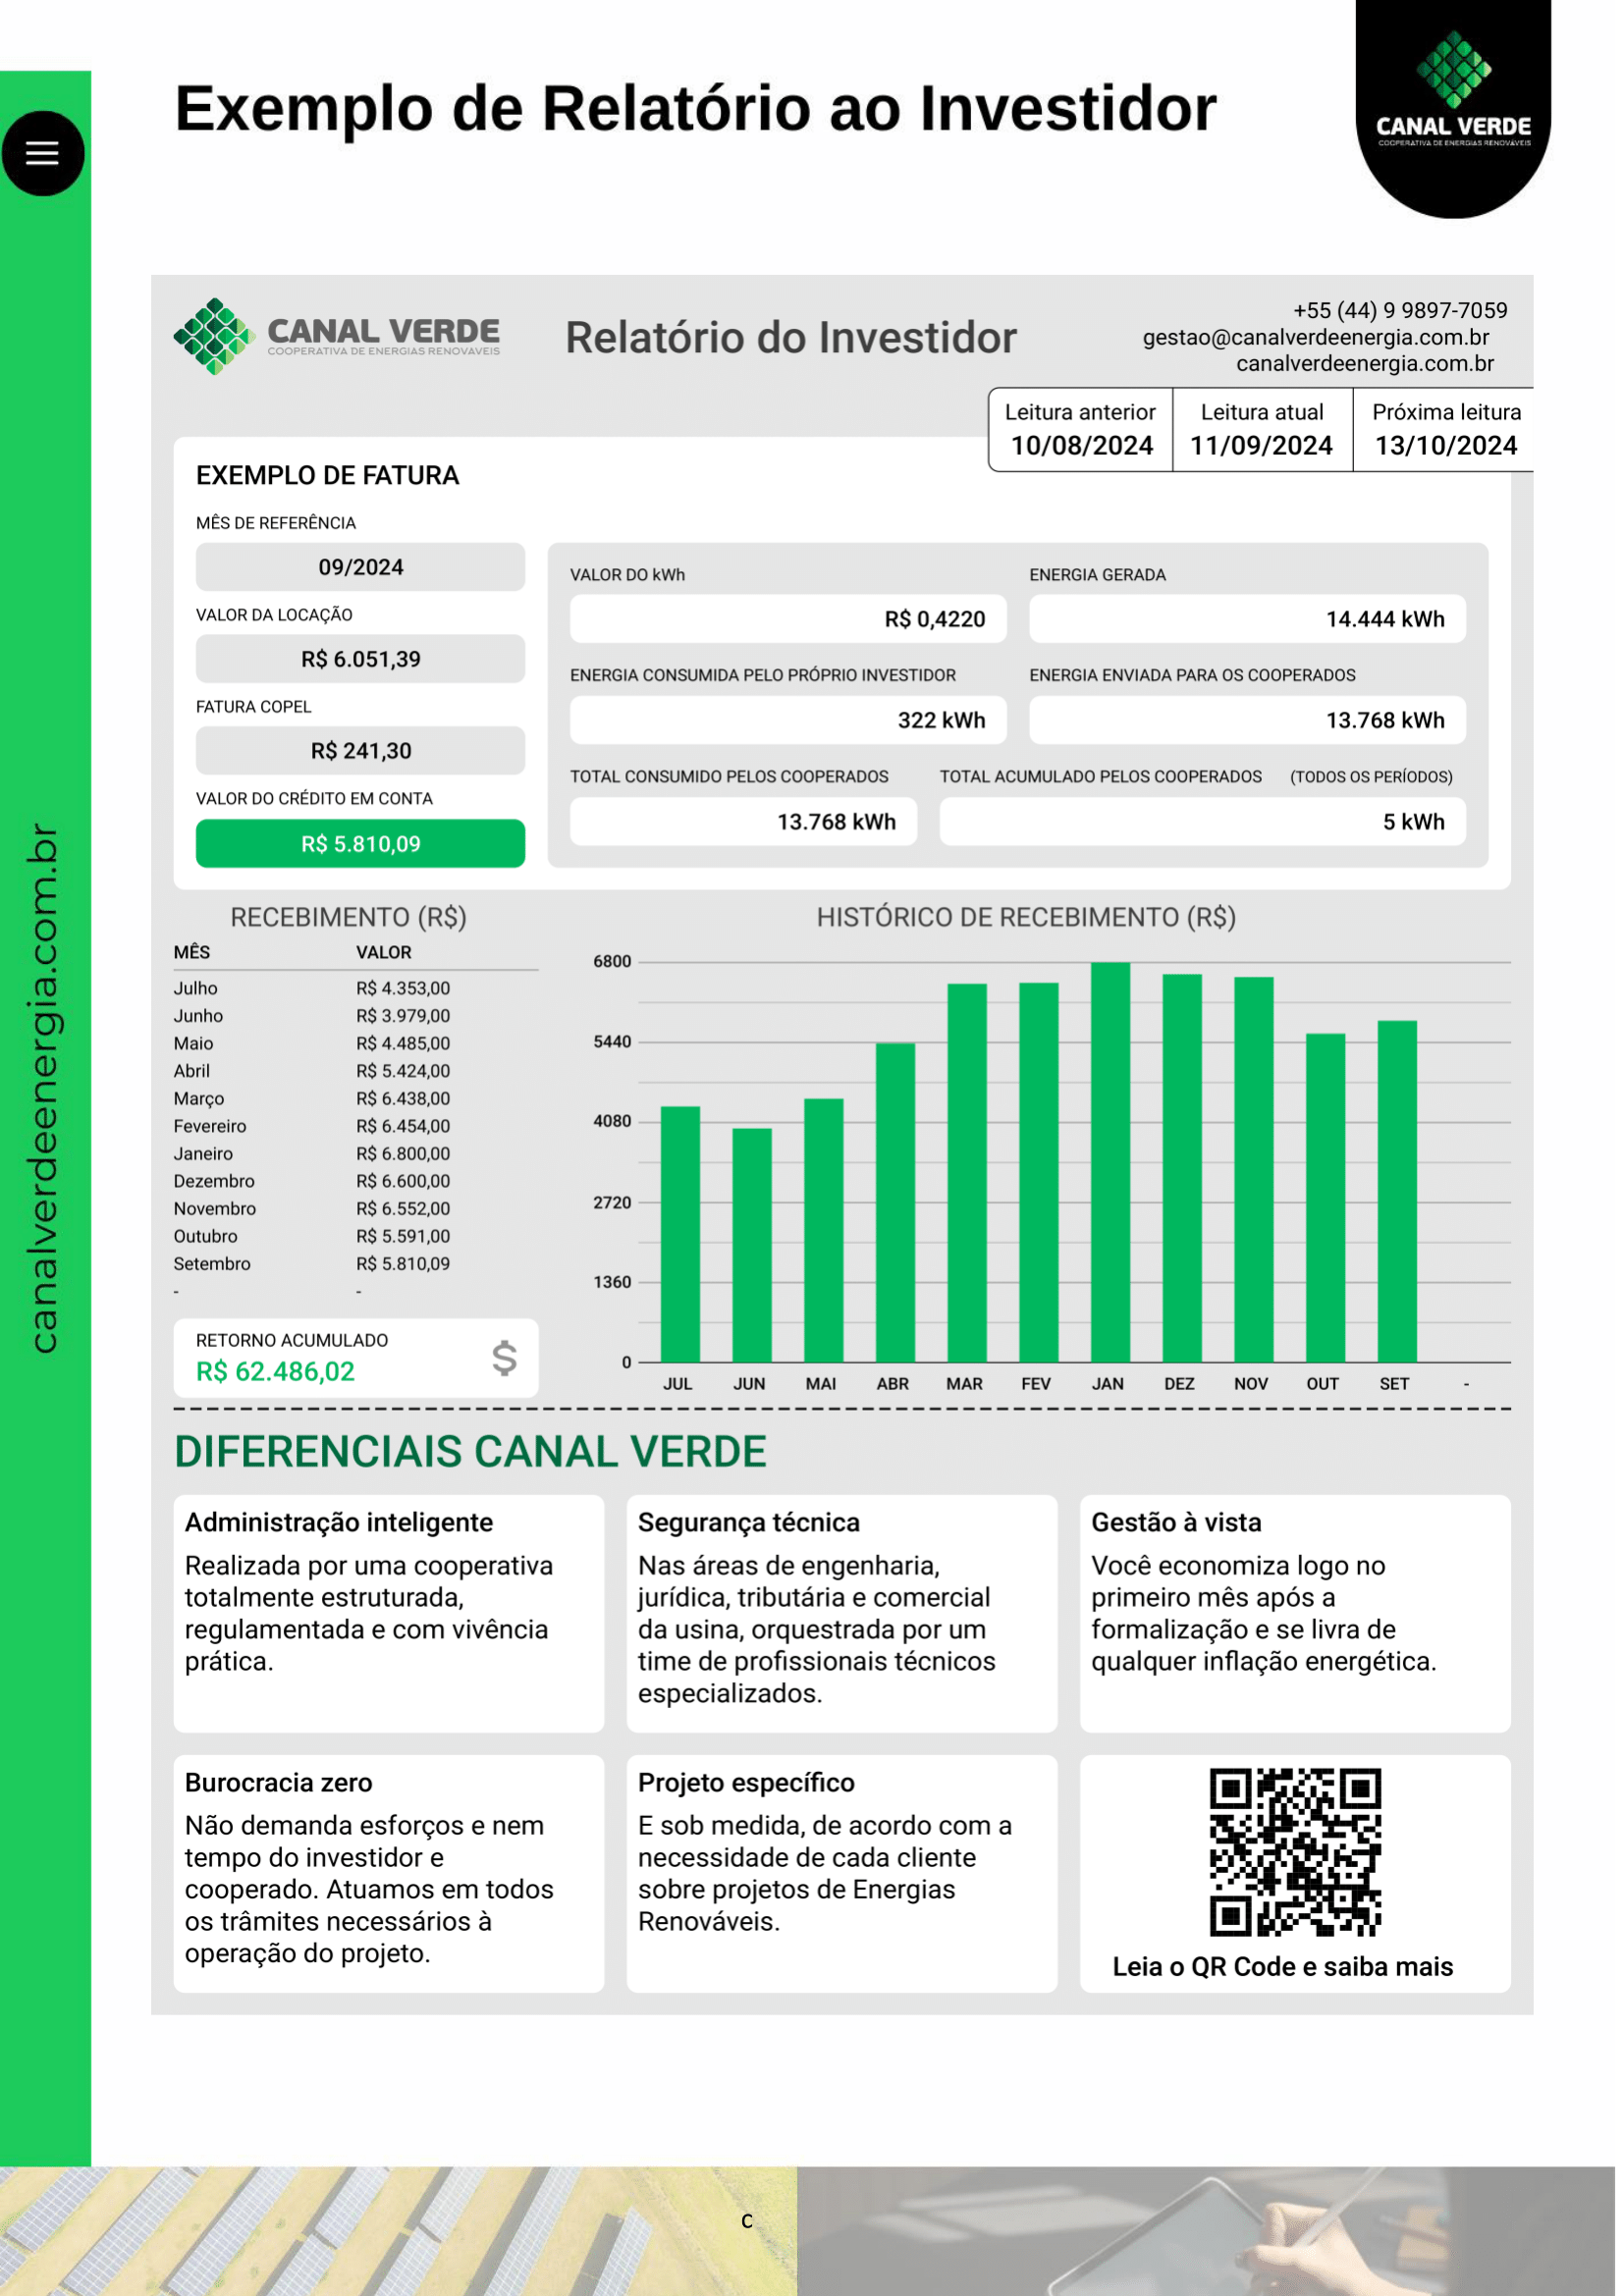 Exemplo de Relatório ao Investidor
CANAL VERDE
COOPERATIVA DE ENERGIAS RENOVÁVEIS
canalverdeenergia.com.br
CANAL VERDE
COOPERATIVA DE ENERGIAS RENOVÁVEIS
Relatório do Investidor
+55 (44) 9 9897-7059
gestao@canalverdeenergia.com.br
canalverdeenergia.com.br
Leitura anterior Leitura atual Próxima leitura
10/08/2024 11/09/2024 13/10/2024
EXEMPLO DE FATURA
MÊS DE REFERÊNCIA
09/2024
VALOR DA LOCAÇÃO
R$ 6.051,39
FATURA COPEL
R$ 241,30
VALOR DO CRÉDITO EM CONTA
R$ 5.810,09
VALOR DO kWh
R$ 0,4220
ENERGIA GERADA
14.444 kWh
ENERGIA CONSUMIDA PELO PRÓPRIO INVESTIDOR
322 kWh
ENERGIA ENVIADA PARA OS COOPERADOS
13.768 kWh
TOTAL CONSUMIDO PELOS COOPERADOS
13.768 kWh
TOTAL ACUMULADO PELOS COOPERADOS (TODOS OS PERÍODOS)
5 kWh
RECEBIMENTO (R$)
MÊS VALOR
Julho R$ 4.353,00
Junho R$ 3.979,00
Maio R$ 4.485,00
Abril R$ 5.424,00
Março R$ 6.438,00
Fevereiro R$ 6.454,00
Janeiro R$ 6.800,00
Dezembro R$ 6.600,00
Novembro R$ 6.552,00
Outubro R$ 5.591,00
Setembro R$ 5.810,09
- -
RETORNO ACUMULADO
R$ 62.486,02
$
HISTÓRICO DE RECEBIMENTO (R$)
6800
5440
4080
2720
1360
0
JUL JUN MAI ABR MAR FEV JAN DEZ NOV OUT SET -
DIFERENCIAIS CANAL VERDE
Administração inteligente
Realizada por uma cooperativa
totalmente estruturada,
regulamentada e com vivência
prática.
Segurança técnica
Nas áreas de engenharia,
jurídica, tributária e comercial
da usina, orquestrada por um
time de profissionais técnicos
especializados.
Gestão à vista
Você economiza logo no
primeiro mês após a
formalização e se livra de
qualquer inflação energética.
Burocracia zero
Não demanda esforços e nem
tempo do investidor e
cooperado. Atuamos em todos
os trâmites necessários à
operação do projeto.
Projeto específico
E sob medida, de acordo com a
necessidade de cada cliente
sobre projetos de Energias
Renováveis.
Leia o QR Code e saiba mais
c